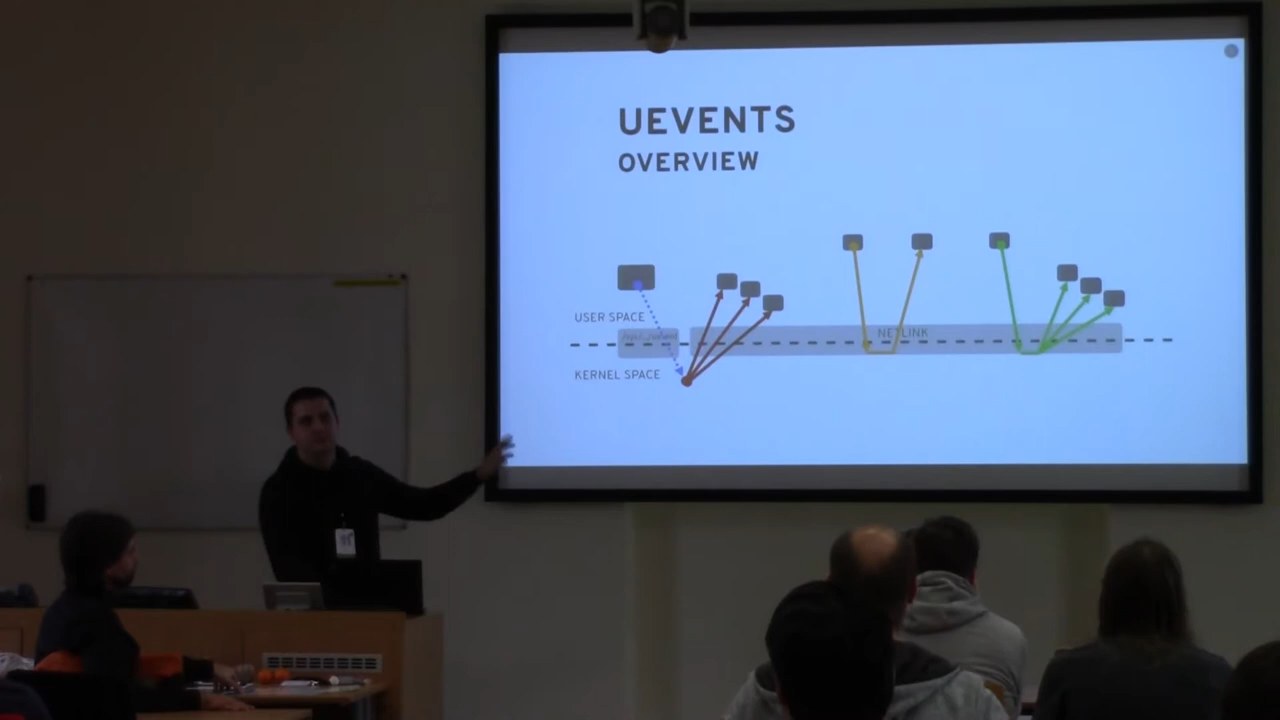 UEVENTS
OVERVIEW
USER SPACE
NETLINK
KERNEL SPACE